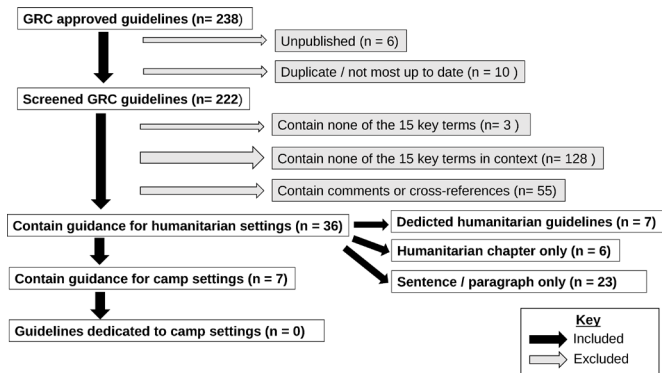 GRC approved guidelines (n= 238)
Unpublished (n = 6)
Duplicate / not most up to date (n = 10 )
Screened GRC guidelines (n= 222)
Contain none of the 15 key terms (n= 3 )
Contain none of the 15 key terms in context (n= 128 )
Contain comments or cross-references (n= 55)
Contain guidance for humanitarian settings (n = 36)
Dedicted humanitarian guidelines (n = 7)
Humanitarian chapter only (n = 6)
Sentence / paragraph only (n = 23)
Contain guidance for camp settings (n = 7)
Guidelines dedicated to camp settings (n = 0)
Key
Included
Excluded